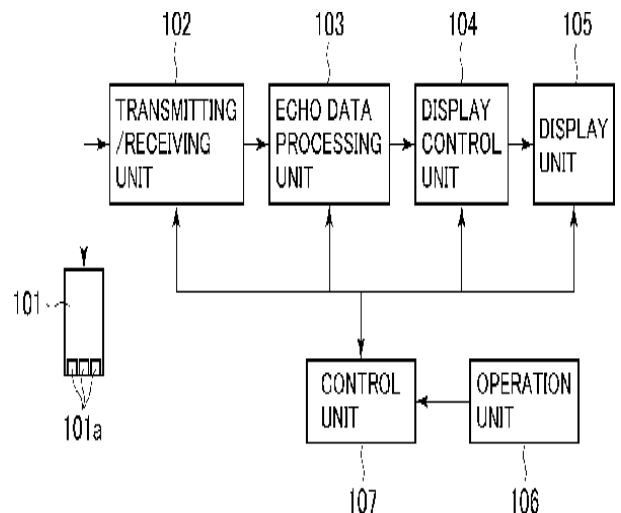 102
103
104
105
TRANSMITTING
/RECEIVING
UNIT
ECHO DATA
PROCESSING
UNIT
DISPLAY
CONTROL
UNIT
DISPLAY
UNIT
101
101a
CONTROL
UNIT
OPERATION
UNIT
107
106